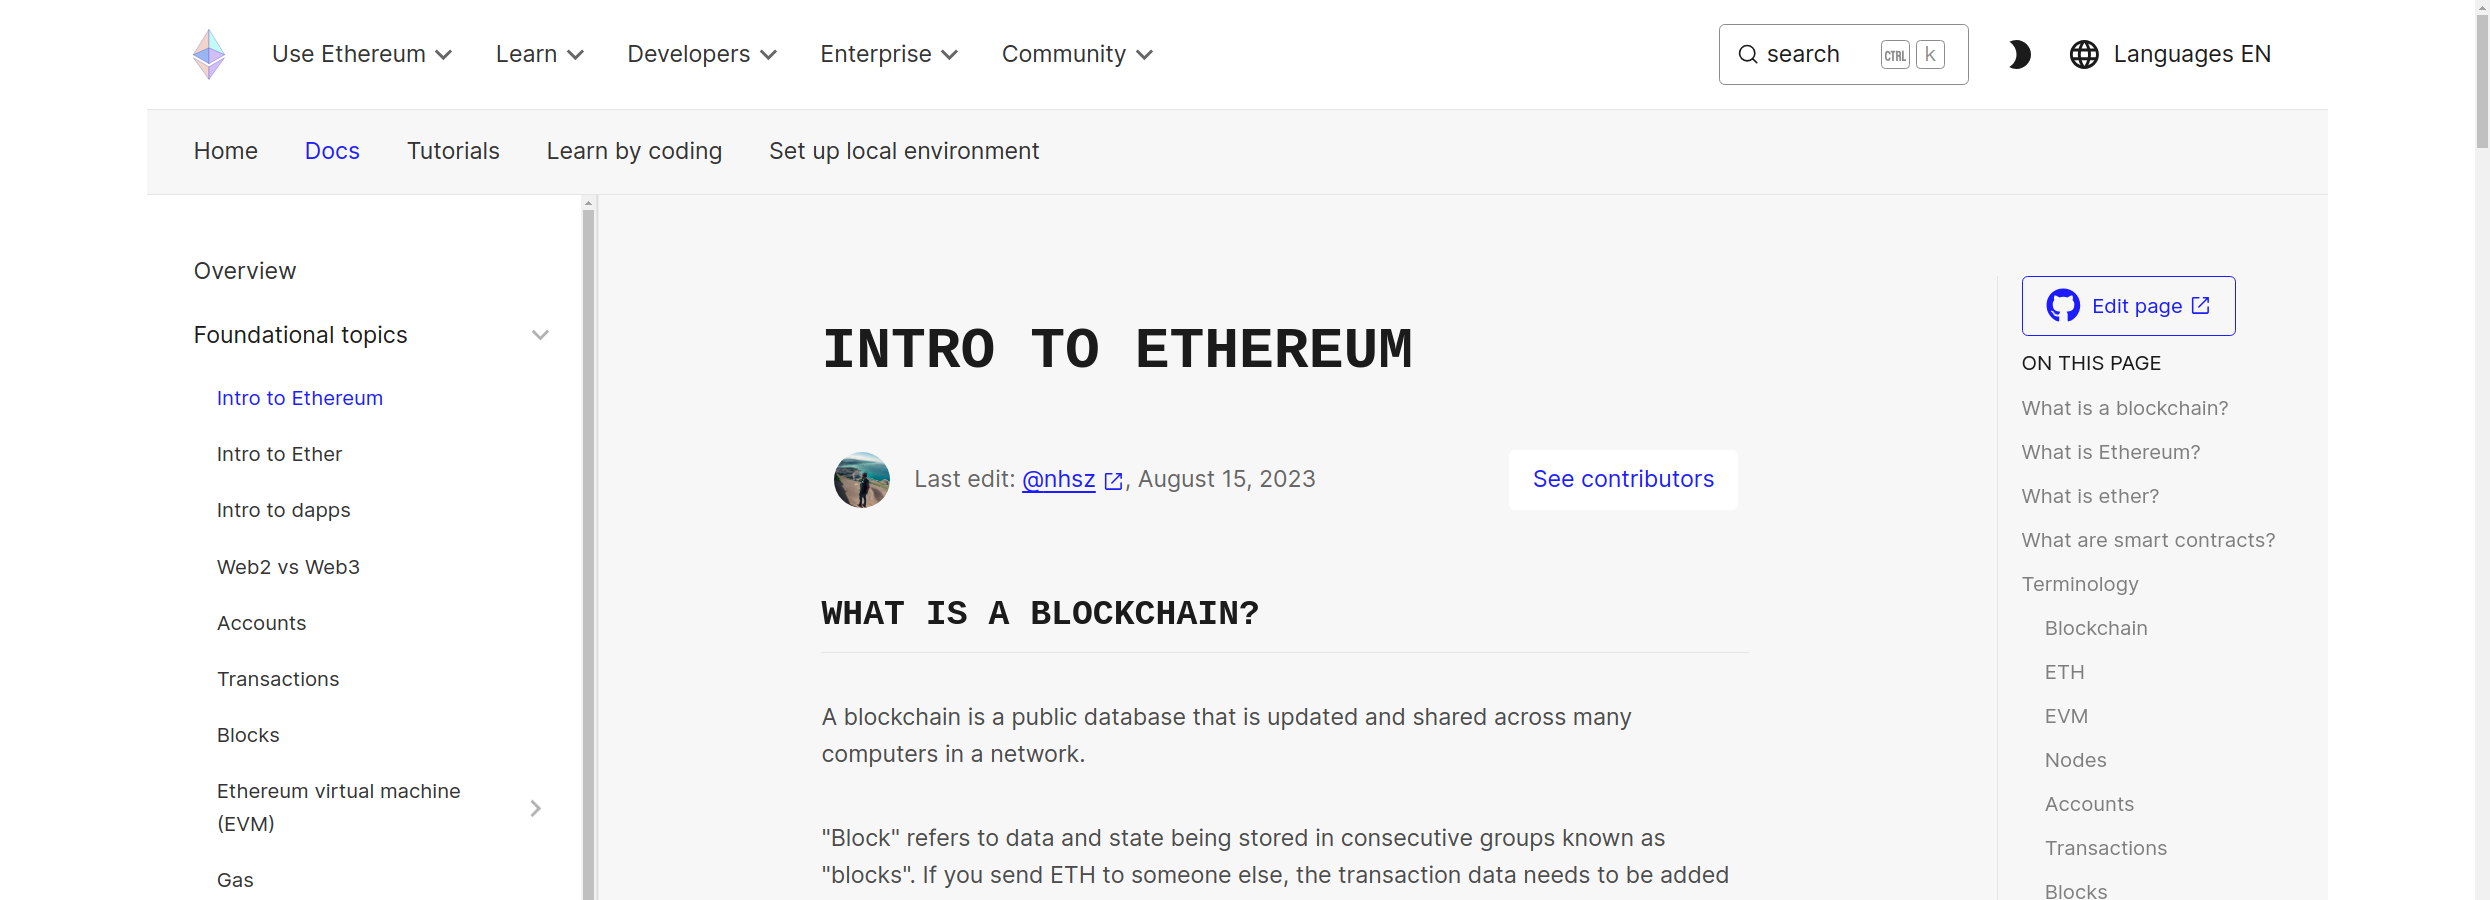 Use Ethereum
Learn
Developers
Enterprise
Community
search
CTRL
k
Languages EN
Home
Docs
Tutorials
Learn by coding
Set up local environment
Overview
Foundational topics
Intro to Ethereum
Intro to Ether
Intro to dapps
Web2 vs Web3
Accounts
Transactions
Blocks
Ethereum virtual machine
(EVM)
Gas
INTRO TO ETHEREUM
Last edit: @nhsz , August 15, 2023
See contributors
WHAT IS A BLOCKCHAIN?
A blockchain is a public database that is updated and shared across many
computers in a network.
"Block" refers to data and state being stored in consecutive groups known as
"blocks". If you send ETH to someone else, the transaction data needs to be added
Edit page
ON THIS PAGE
What is a blockchain?
What is Ethereum?
What is ether?
What are smart contracts?
Terminology
Blockchain
ETH
EVM
Nodes
Accounts
Transactions
Blocks